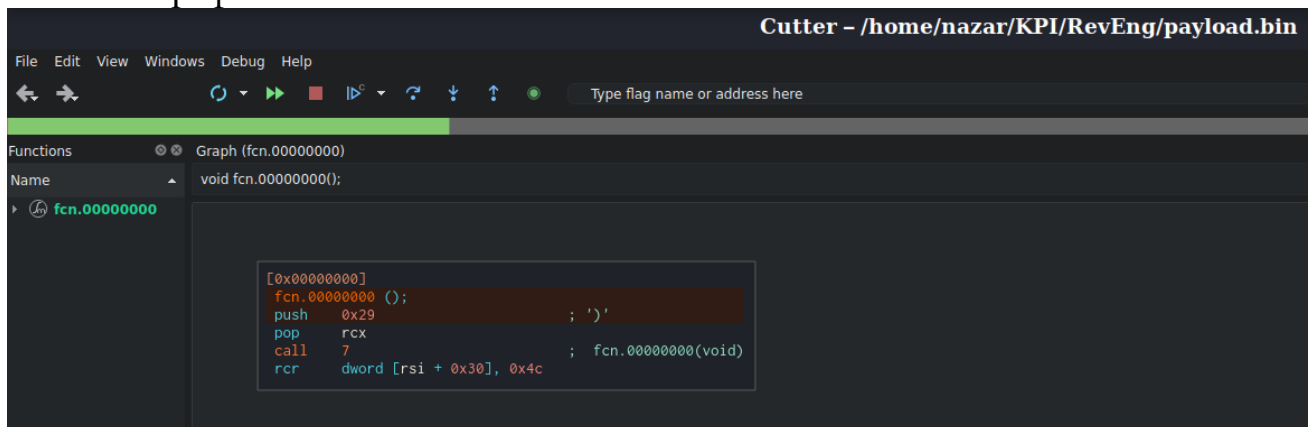 Cutter – /home/nazar/KPI/RevEng/payload.bin
File Edit View Windows Debug Help
Type flag name or address here
Functions Graph (fcn.00000000)
Name void fcn.00000000();
fcn.00000000
[0x00000000]
fcn.00000000 ();
push 0x29 ; ')'
pop rcx
call 7 ; fcn.00000000(void)
rcr dword [rsi + 0x30], 0x4c